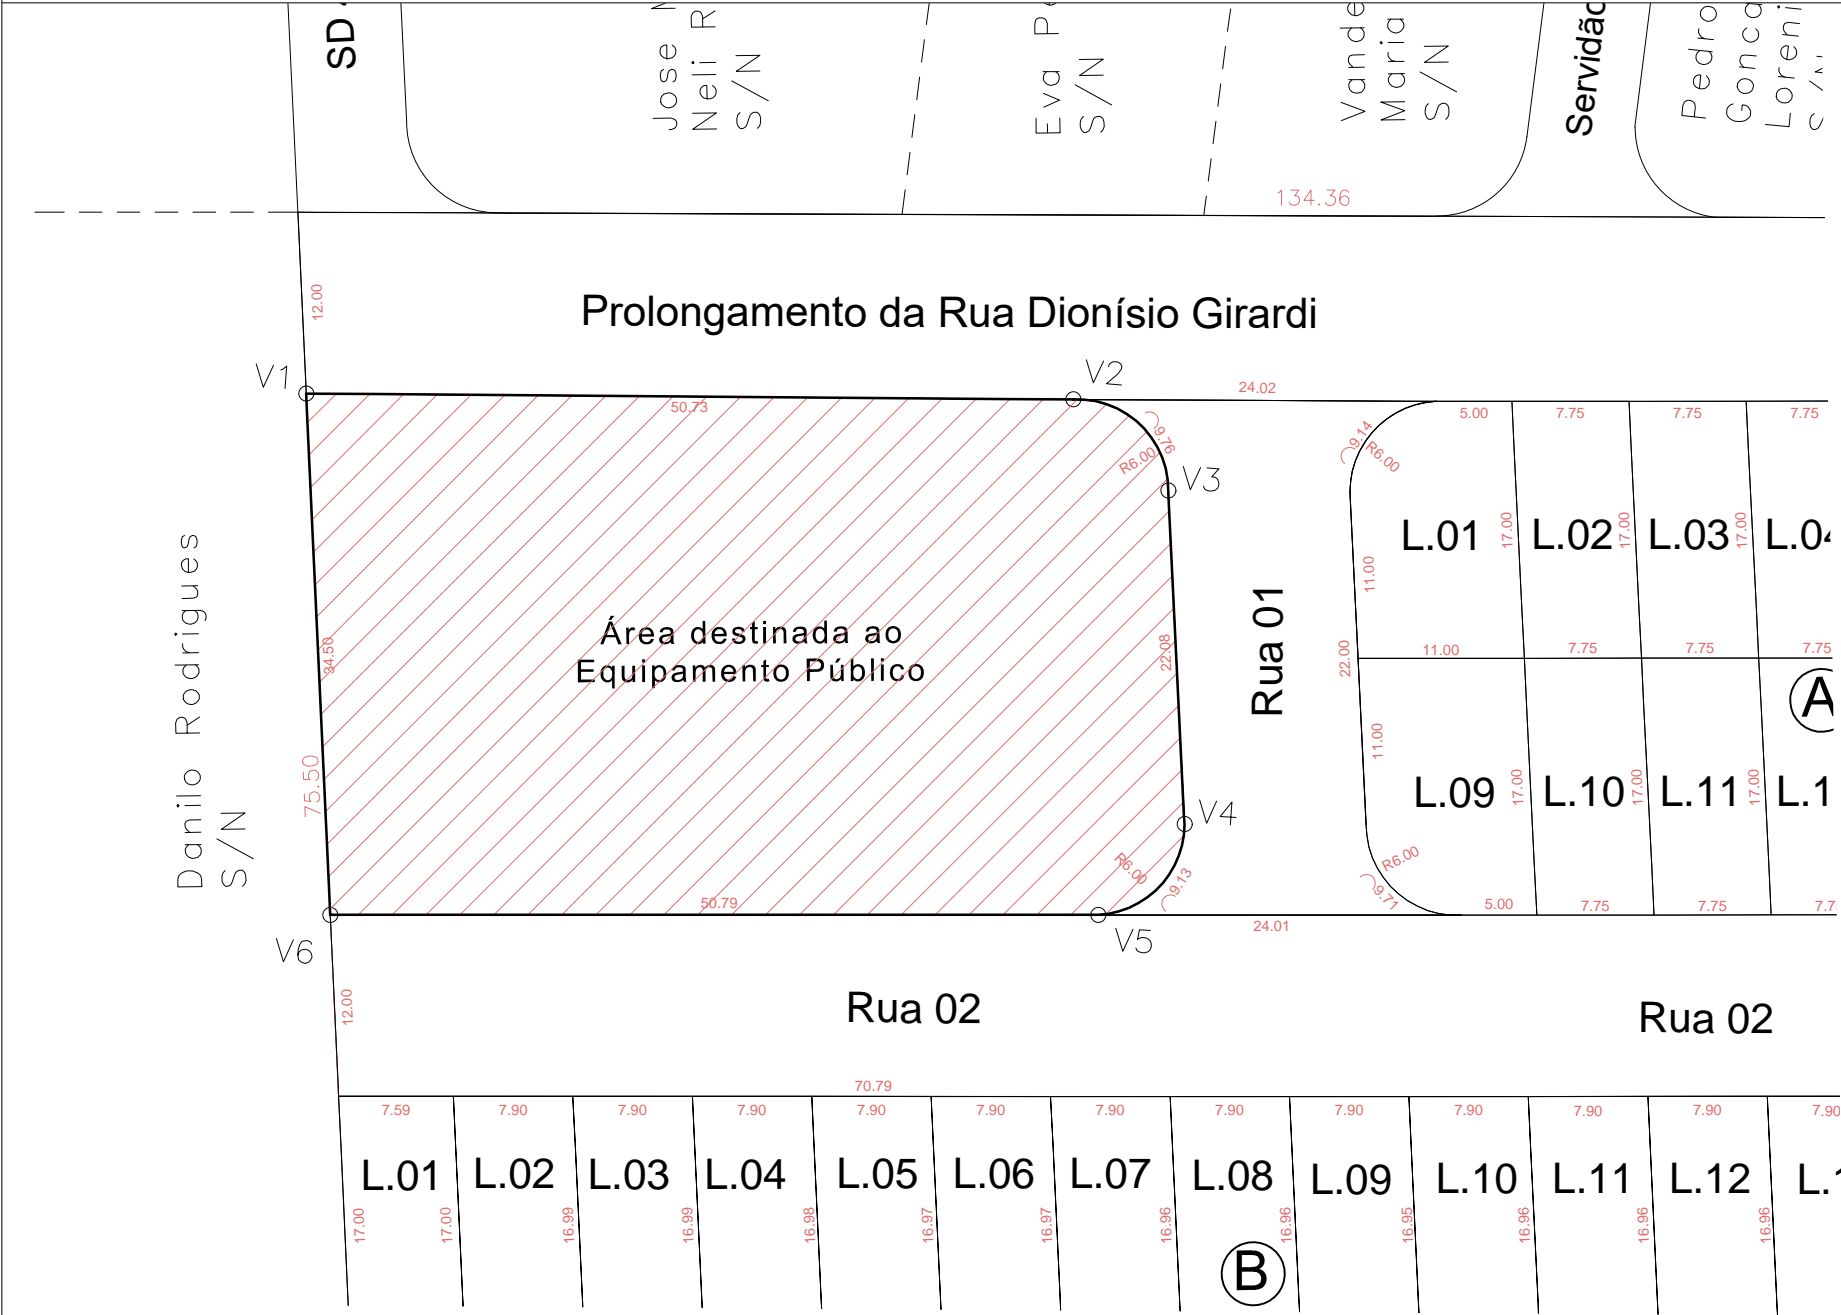 SD
Neli
S/N
Eva
S/N
Maria
S/N
Servidão
Pedro
134.36
12.00
Prolongamento da Rua Dionísio Girardi
V1
V2
50.73
24.02
5.00
7.75
7.75
7.75
9.76
R6.00
V3
9.14
R6.00
L.01
17.00
L.02
17.00
L.03
17.00
11.00
Danilo Rodrigues
S/N
34.50
75.50
Área destinada ao
Equipamento Público
22.08
Rua 01
22.00
11.00
7.75
7.75
7.75
A
11.00
L.09
17.00
L.10
17.00
L.11
17.00
V4
R6.00
9.13
R6.00
9.71
50.79
V5
V6
24.01
5.00
7.75
7.75
12.00
Rua 02
Rua 02
70.79
7.59
7.90
7.90
7.90
7.90
7.90
7.90
7.90
7.90
7.90
7.90
7.90
7.90
L.01
L.02
L.03
L.04
L.05
L.06
L.07
L.08
L.09
L.10
L.11
L.12
17.00
17.00
16.99
16.99
16.98
16.97
16.97
16.96
16.96
16.95
16.96
16.96
16.96
B